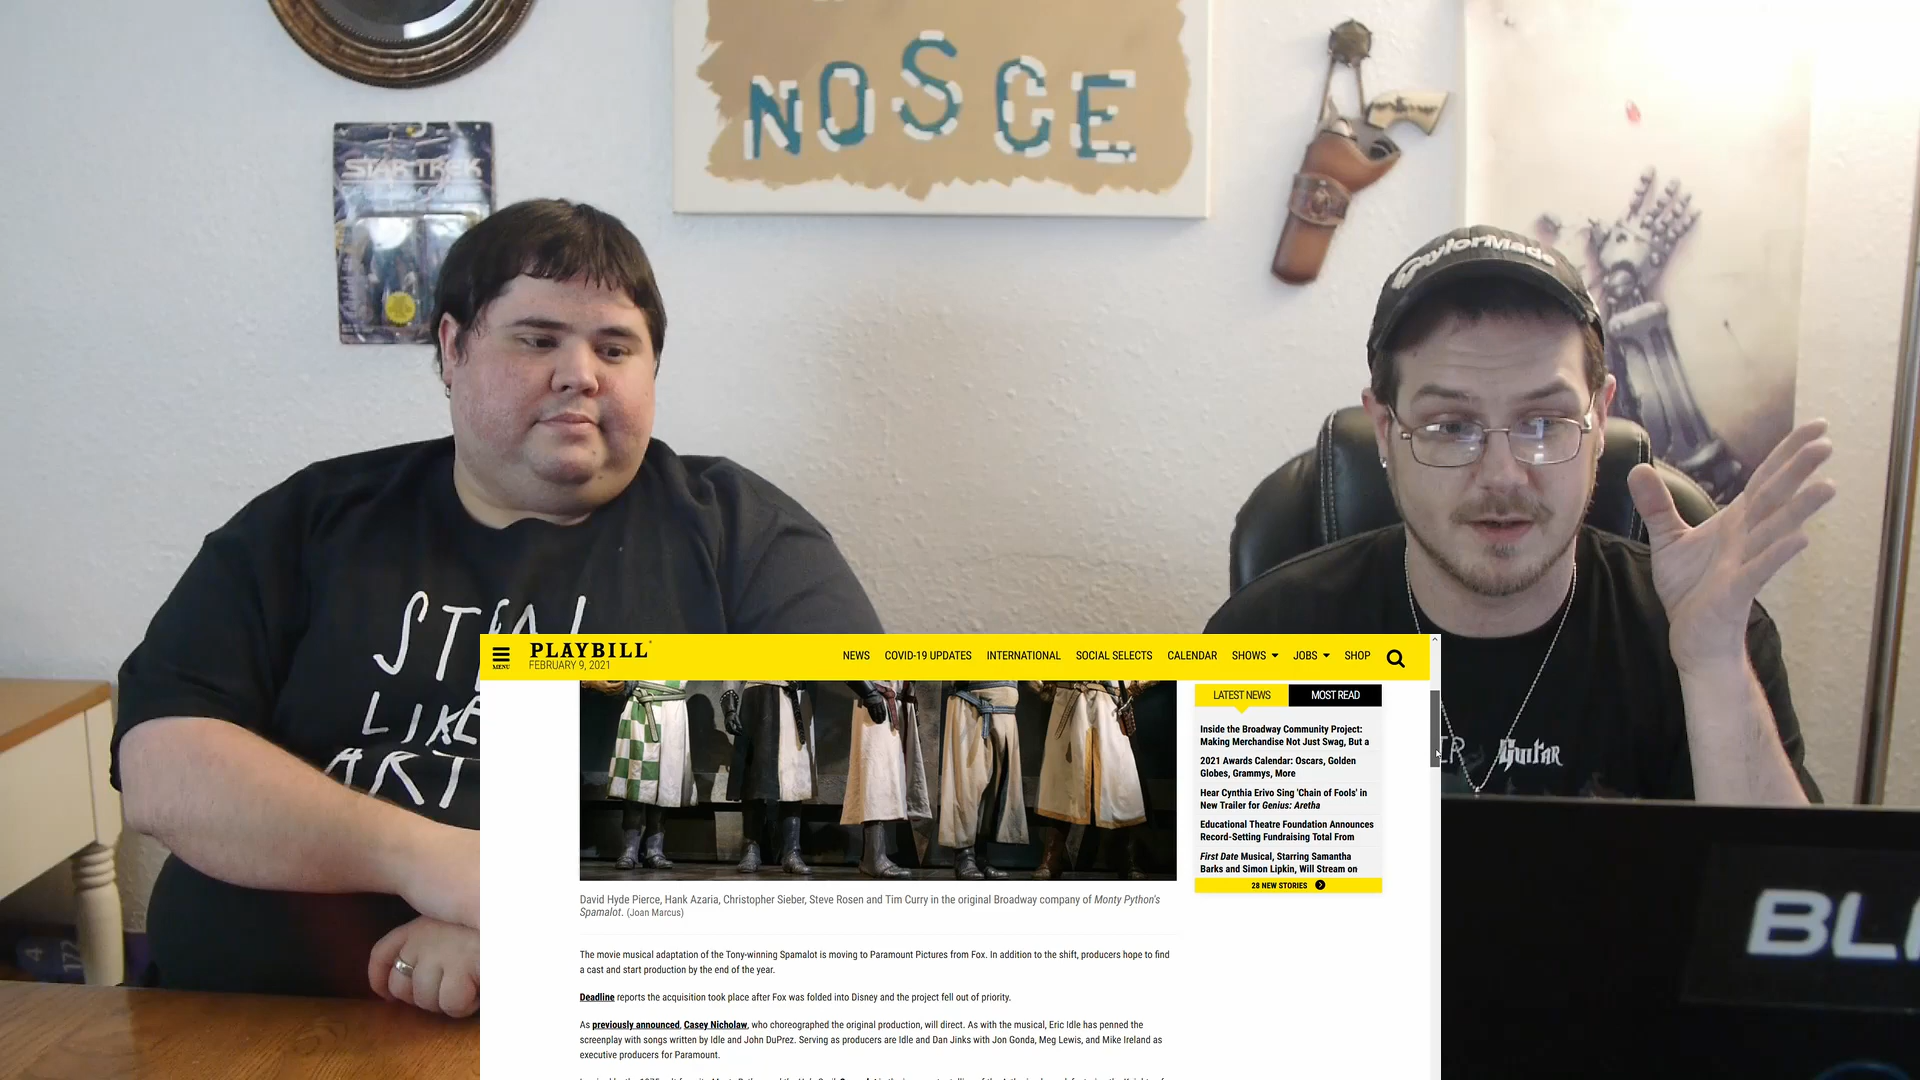 NOSCE
STAR TREK
TaylorMade
STEAL
LIKE
ART
GUITAR
PLAYBILL
FEBRUARY 9, 2021
MENU
NEWS COVID-19 UPDATES INTERNATIONAL SOCIAL SELECTS CALENDAR SHOWS JOBS SHOP
LATEST NEWS MOST READ
Inside the Broadway Community Project:
Making Merchandise Not Just Swag, But a
2021 Awards Calendar: Oscars, Golden
Globes, Grammys, More
Hear Cynthia Erivo Sing 'Chain of Fools' in
New Trailer for Genius: Aretha
Educational Theatre Foundation Announces
Record-Setting Fundraising Total From
First Date Musical, Starring Samantha
Barks and Simon Lipkin, Will Stream on
28 NEW STORIES
David Hyde Pierce, Hank Azaria, Christopher Sieber, Steve Rosen and Tim Curry in the original Broadway company of Monty Python's
Spamalot. (Joan Marcus)
The movie musical adaptation of the Tony-winning Spamalot is moving to Paramount Pictures from Fox. In addition to the shift, producers hope to find
a cast and start production by the end of the year.
Deadline reports the acquisition took place after Fox was folded into Disney and the project fell out of priority.
As previously announced, Casey Nicholaw, who choreographed the original production, will direct. As with the musical, Eric Idle has penned the
screenplay with songs written by Idle and John DuPrez. Serving as producers are Idle and Dan Jinks with Jon Gonda, Meg Lewis, and Mike Ireland as
executive producers for Paramount.
BL
4
177